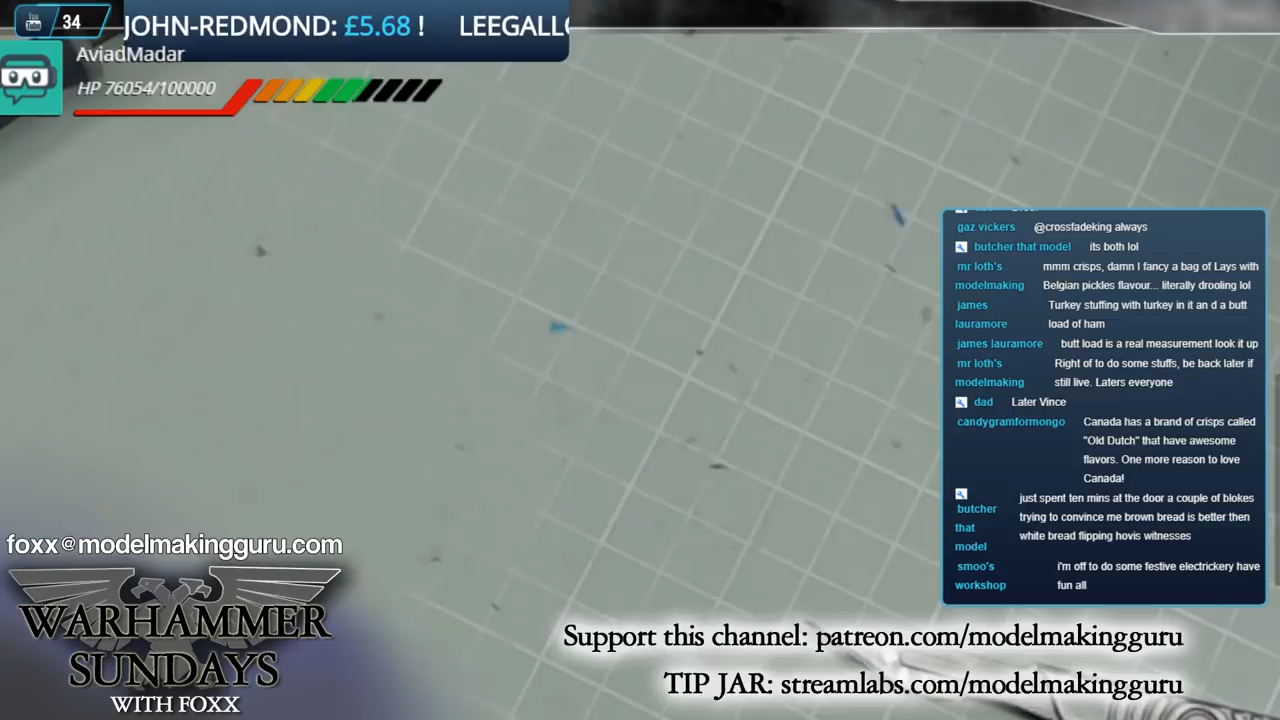 You Tube 34
JOHN-REDMOND: £5.68 ! LEEGALL
AviadMadar
HP 76054/100000
gaz vickers @crossfadeking always
butcher that model its both lol
mr loth's mmm crisps, damn I fancy a bag of Lays with
modelmaking Belgian pickles flavour... literally drooling lol
james Turkey stuffing with turkey in it an d a butt
lauramore load of ham
james lauramore butt load is a real measurement look it up
mr loth's Right of to do some stuffs, be back later if
modelmaking still live. Laters everyone
dad Later Vince
candygramformongo Canada has a brand of crisps called
"Old Dutch" that have awesome
flavors. One more reason to love
Canada!
butcher just spent ten mins at the door a couple of blokes
that trying to convince me brown bread is better then
model white bread flipping hovis witnesses
smoo's i'm off to do some festive electrickery have
workshop fun all
foxx@modelmakingguru.com
WARHAMMER
SUNDAYS
WITH FOXX
Support this channel: patreon.com/modelmakingguru
TIP JAR: streamlabs.com/modelmakingguru